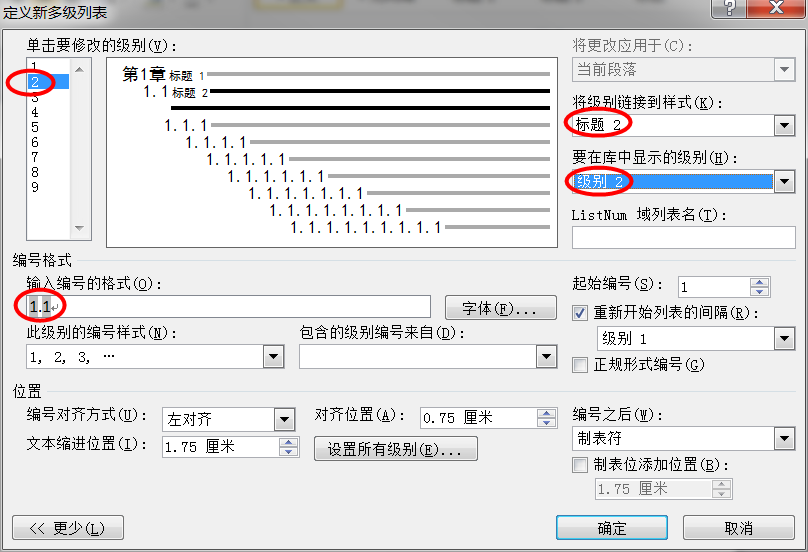 定义新多级列表
单击要修改的级别(V)：
1
2
3
4
5
6
7
8
9
第1章标题 1
1.1标题 2
1.1.1
1.1.1.1
1.1.1.1.1
1.1.1.1.1.1
1.1.1.1.1.1.1
1.1.1.1.1.1.1.1
1.1.1.1.1.1.1.1.1
将更改应用于(C)：
当前段落
将级别链接到样式(K)：
标题 2
要在库中显示的级别(H)：
级别 2
ListNum 域列表名(T)：
编号格式
输入编号的格式(O)：
1.1
字体(F)...
此级别的编号样式(N)：
1, 2, 3, …
包含的级别编号来自(D)：
起始编号(S)：
1
重新开始列表的间隔(R)：
级别 1
正规形式编号(G)
位置
编号对齐方式(U)：
左对齐
对齐位置(A)：
0.75 厘米
文本缩进位置(I)：
1.75 厘米
设置所有级别(E)...
编号之后(W)：
制表符
制表位添加位置(B)：
1.75 厘米
<< 更少(L)
确定
取消